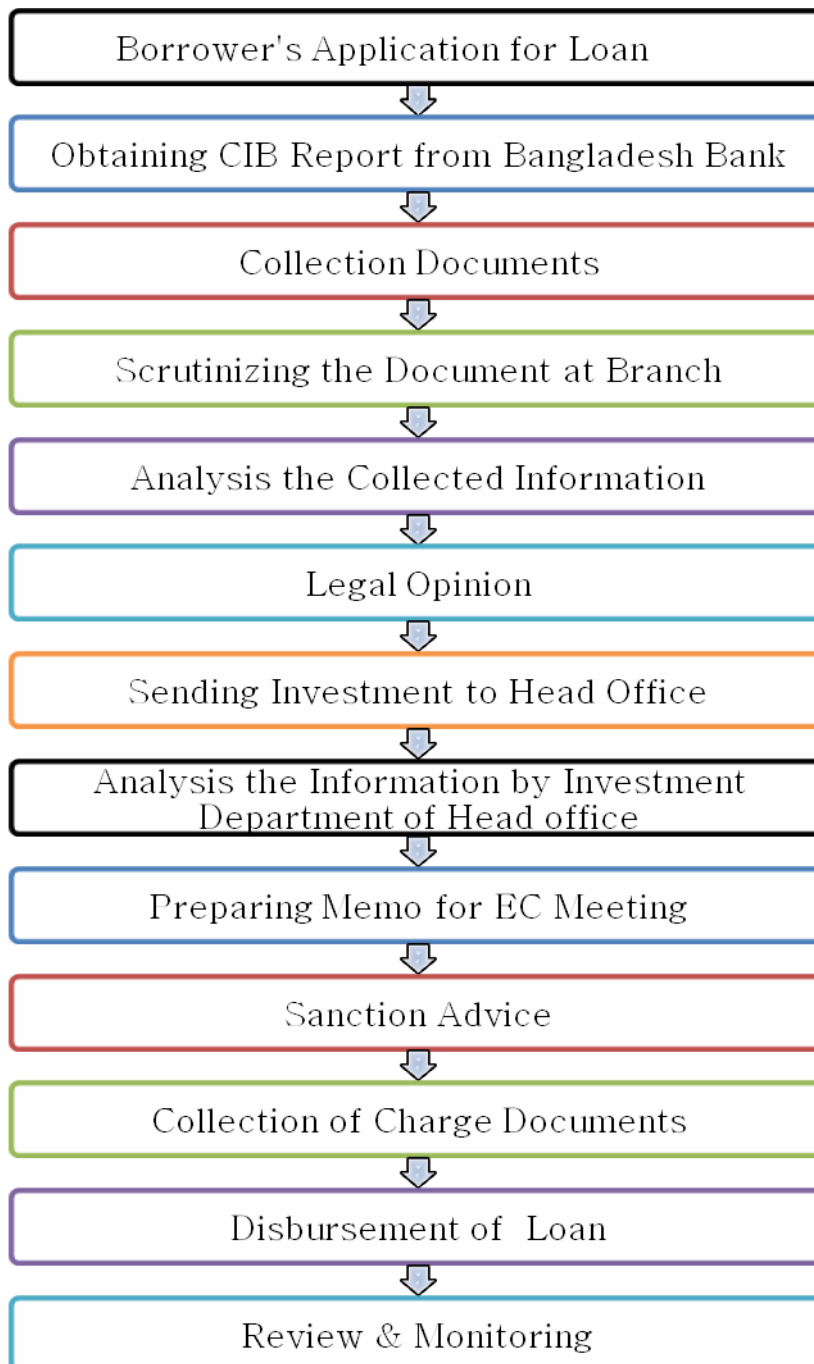 Borrower's Application for Loan
Obtaining CIB Report from Bangladesh Bank
Collection Documents
Scrutinizing the Document at Branch
Analysis the Collected Information
Legal Opinion
Sending Investment to Head Office
Analysis the Information by Investment
Department of Head office
Preparing Memo for EC Meeting
Sanction Advice
Collection of Charge Documents
Disbursement of Loan
Review & Monitoring